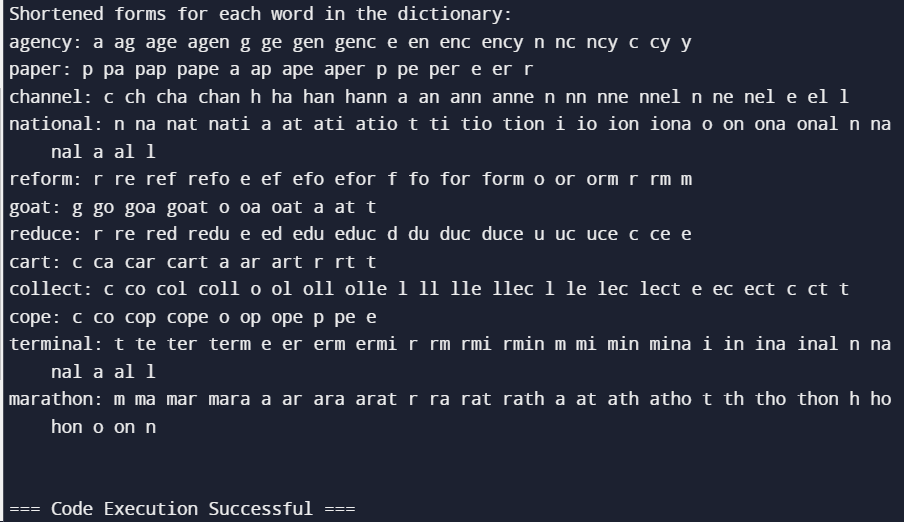 Shortened forms for each word in the dictionary:
agency: a ag age agen g ge gen genc e en enc ency n nc ncy c cy y
paper: p pa pap pape a ap ape aper p pe per e er r
channel: c ch cha chan h ha han hann a an ann anne n nn nne nnel n ne nel e el l
national: n na nat nati a at ati atio t ti tio tion i io ion iona o on ona onal n na
nal a al l
reform: r re ref refo e ef efo efor f fo for form o or orm r rm m
goat: g go goa goat o oa oat a at t
reduce: r re red redu e ed edu educ d du duc duce u uc uce c ce e
cart: c ca car cart a ar art r rt t
collect: c co col coll o ol oll olle l ll lle llec l le lec lect e ec ect c ct t
cope: c co cop cope o op ope p pe e
terminal: t te ter term e er erm ermi r rm rmi rmin m mi min mina i in ina inal n na
nal a al l
marathon: m ma mar mara a ar ara arat r ra rat rath a at ath atho t th tho thon h ho
hon o on n
=== Code Execution Successful ===